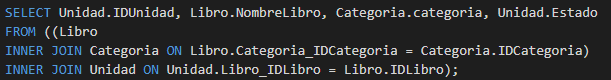 SELECT Unidad.IDUnidad, Libro.NombreLibro, Categoria.categoria, Unidad.Estado
FROM ((Libro
INNER JOIN Categoria ON Libro.Categoria_IDCategoria = Categoria.IDCategoria)
INNER JOIN Unidad ON Unidad.Libro_IDLibro = Libro.IDLibro);